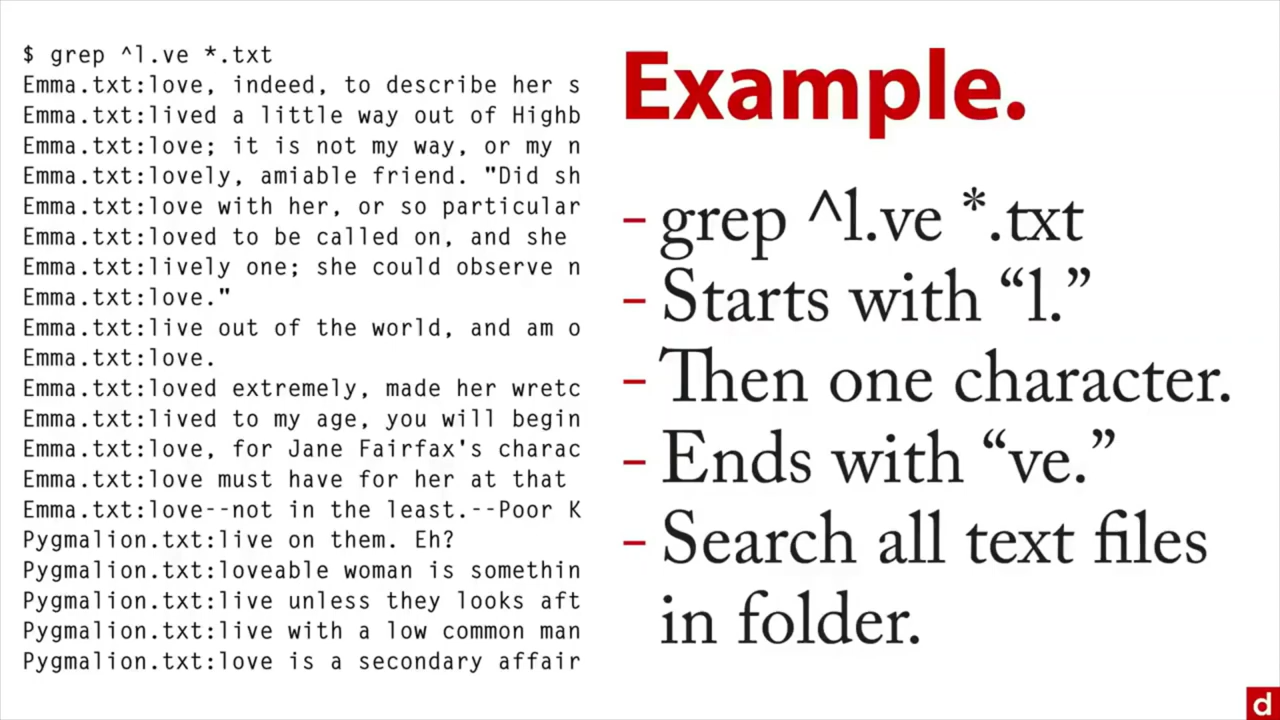 $ grep ^l.ve *.txt
Emma.txt:love, indeed, to describe her s
Emma.txt:lived a little way out of Highb
Emma.txt:love; it is not my way, or my n
Emma.txt:lovely, amiable friend. "Did sh
Emma.txt:love with her, or so particular
Emma.txt:loved to be called on, and she
Emma.txt:lively one; she could observe n
Emma.txt:love."
Emma.txt:live out of the world, and am o
Emma.txt:love.
Emma.txt:loved extremely, made her wretc
Emma.txt:lived to my age, you will begin
Emma.txt:love, for Jane Fairfax's charac
Emma.txt:love must have for her at that
Emma.txt:love--not in the least.--Poor K
Pygmalion.txt:live on them. Eh?
Pygmalion.txt:loveable woman is somethin
Pygmalion.txt:live unless they looks aft
Pygmalion.txt:live with a low common man
Pygmalion.txt:love is a secondary affair
Example.
– grep ^l.ve *.txt
– Starts with “l.”
– Then one character.
– Ends with “ve.”
– Search all text files
in folder.
d